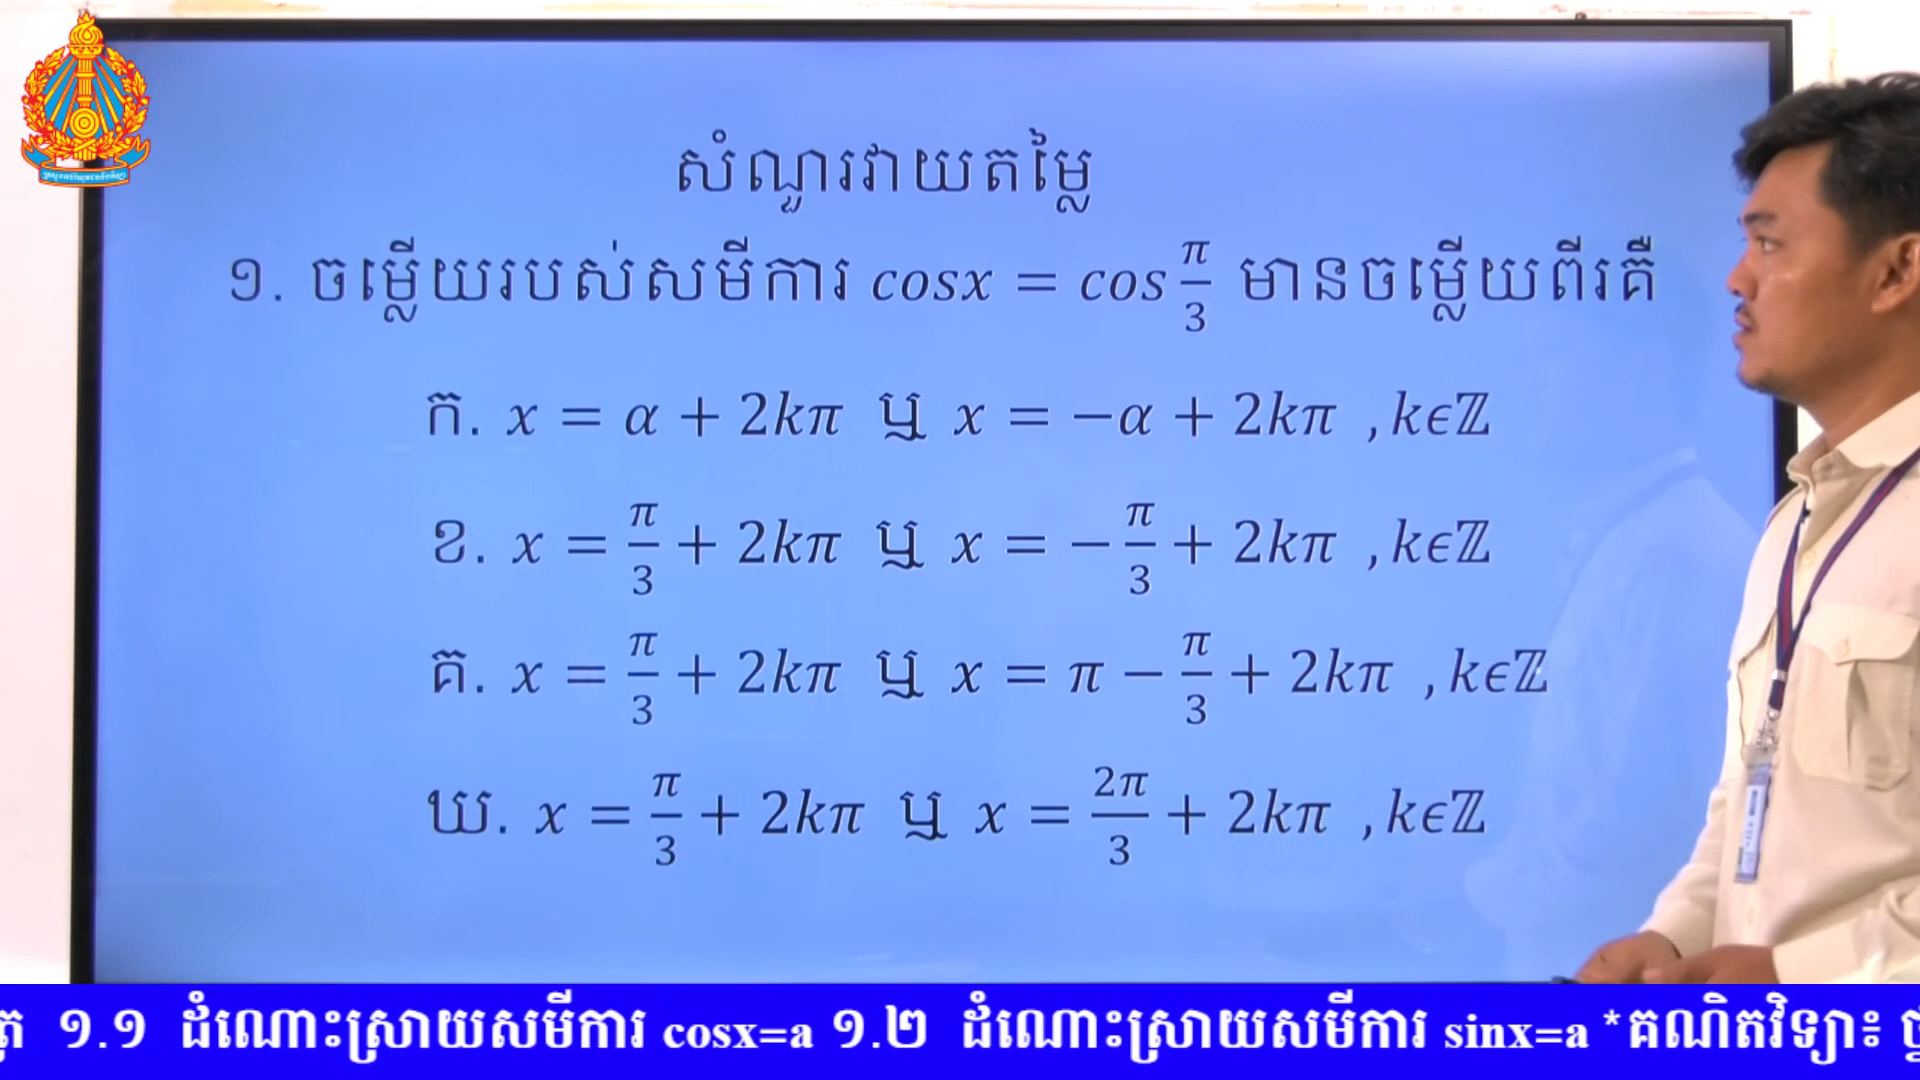 សំណួរវាយតម្លៃ
១. ចម្លើយរបស់សមីការ cosx = cos π/3 មានចម្លើយពីរគឺ
ក. x = α + 2kπ ឬ x = −α + 2kπ , kϵℤ
ខ. x = π/3 + 2kπ ឬ x = −π/3 + 2kπ , kϵℤ
គ. x = π/3 + 2kπ ឬ x = π − π/3 + 2kπ , kϵℤ
ឃ. x = π/3 + 2kπ ឬ x = 2π/3 + 2kπ , kϵℤ
១.១ ដំណោះស្រាយសមីការ cosx=a ១.២ ដំណោះស្រាយសមីការ sinx=a *គណិតវិទ្យា៖